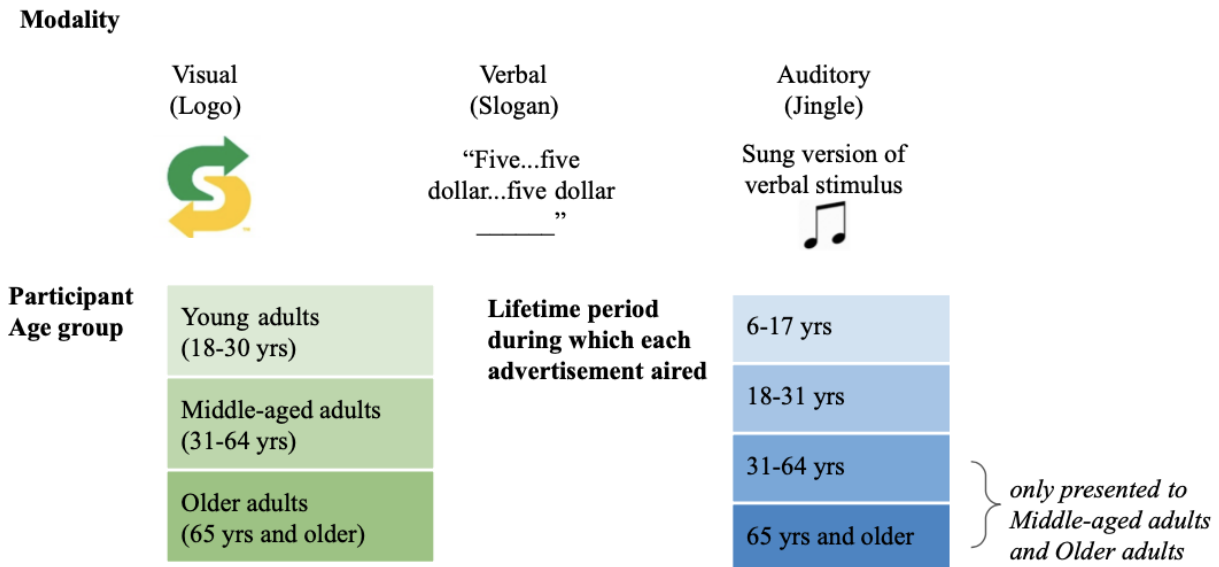 Modality
Visual
(Logo)
Verbal
(Slogan)
Auditory
(Jingle)
S
TM
“Five...five
dollar...five dollar
______”
Sung version of
verbal stimulus
Participant
Age group
Young adults
(18-30 yrs)
Middle-aged adults
(31-64 yrs)
Older adults
(65 yrs and older)
Lifetime period
during which each
advertisement aired
6-17 yrs
18-31 yrs
31-64 yrs
65 yrs and older
only presented to
Middle-aged adults
and Older adults